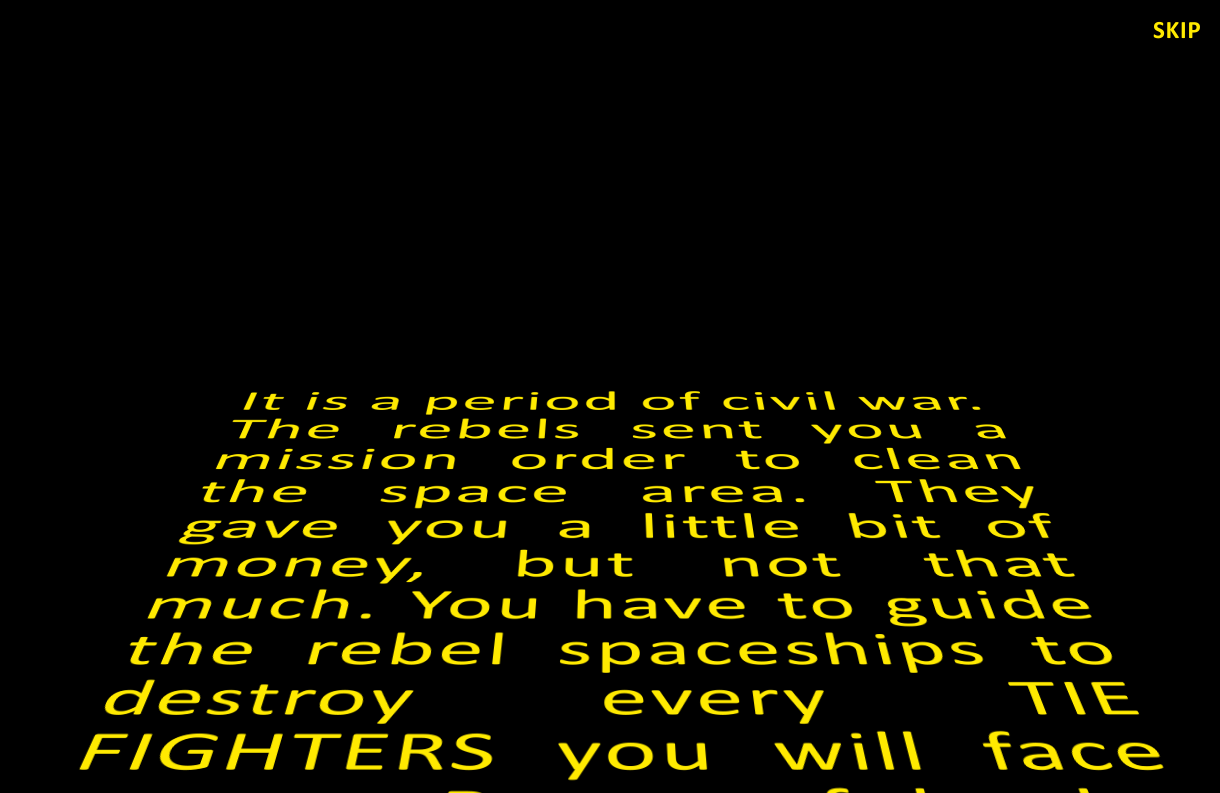 SKIP
It is a period of civil war.
The rebels sent you a
mission order to clean
the space area. They
gave you a little bit of
money, but not that
much. You have to guide
the rebel spaceships to
destroy every TIE
FIGHTERS you will face